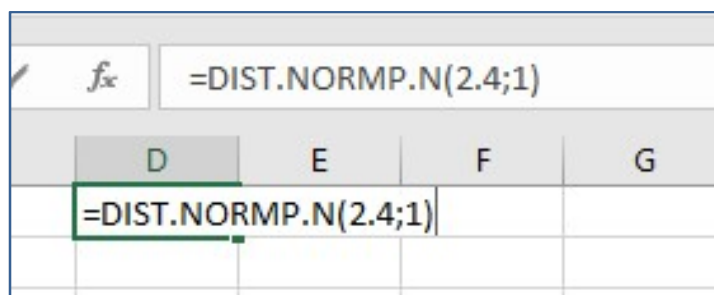 fx =DIST.NORMP.N(2.4;1)
D E F G
=DIST.NORMP.N(2.4;1)